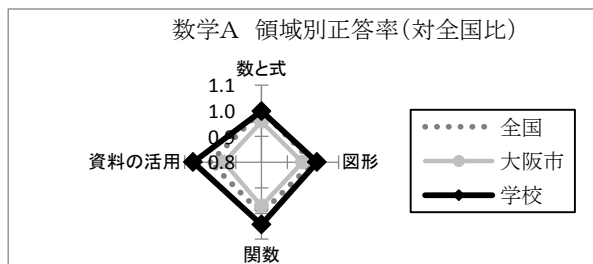 数学A 領域別正答率(対全国比)
数と式
1.1
1.0
0.9
0.8
資料の活用
図形
関数
全国
大阪市
学校